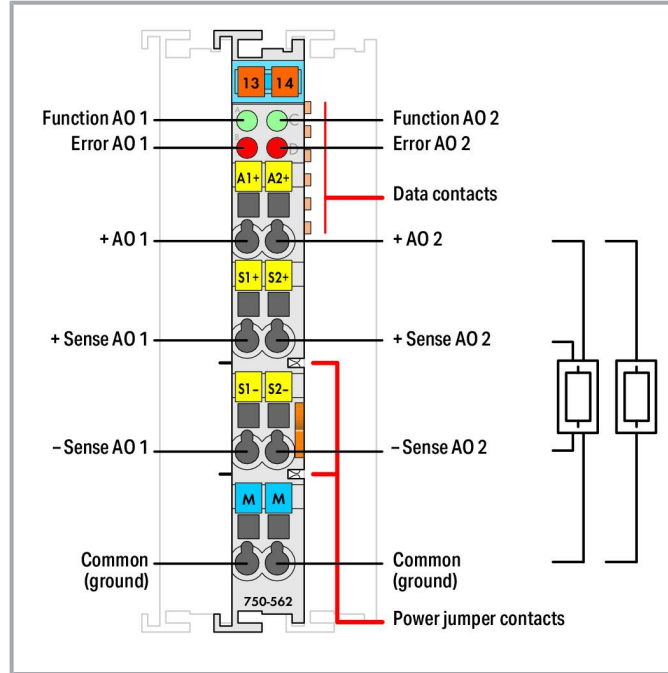 13 14
Function AO 1
A
C
Function AO 2
Error AO 1
B
D
Error AO 2
A1+ A2+
Data contacts
+ AO 1
+ AO 2
S1+ S2+
+ Sense AO 1
+ Sense AO 2
S1– S2–
– Sense AO 1
– Sense AO 2
M M
Common
(ground)
Common
(ground)
750-562
Power jumper contacts